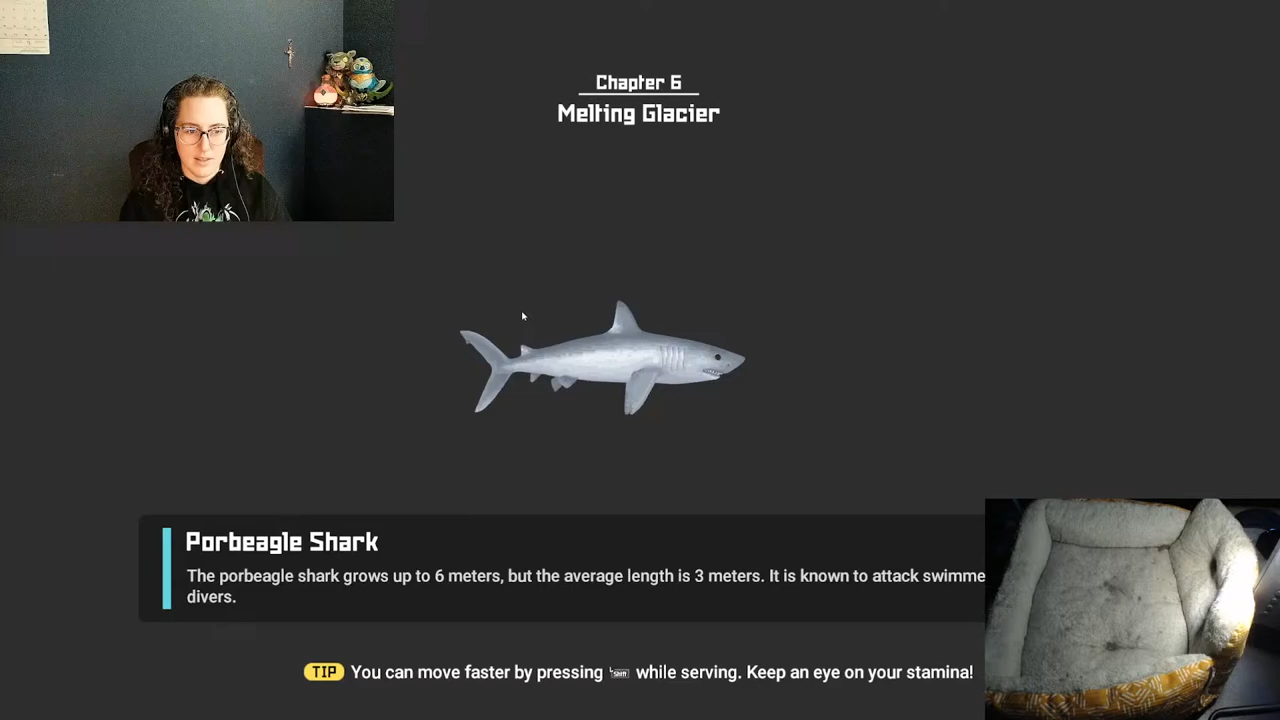 Chapter 6
Melting Glacier
Porbeagle Shark
The porbeagle shark grows up to 6 meters, but the average length is 3 meters. It is known to attack swimme
divers.
TIP You can move faster by pressing Shift while serving. Keep an eye on your stamina!